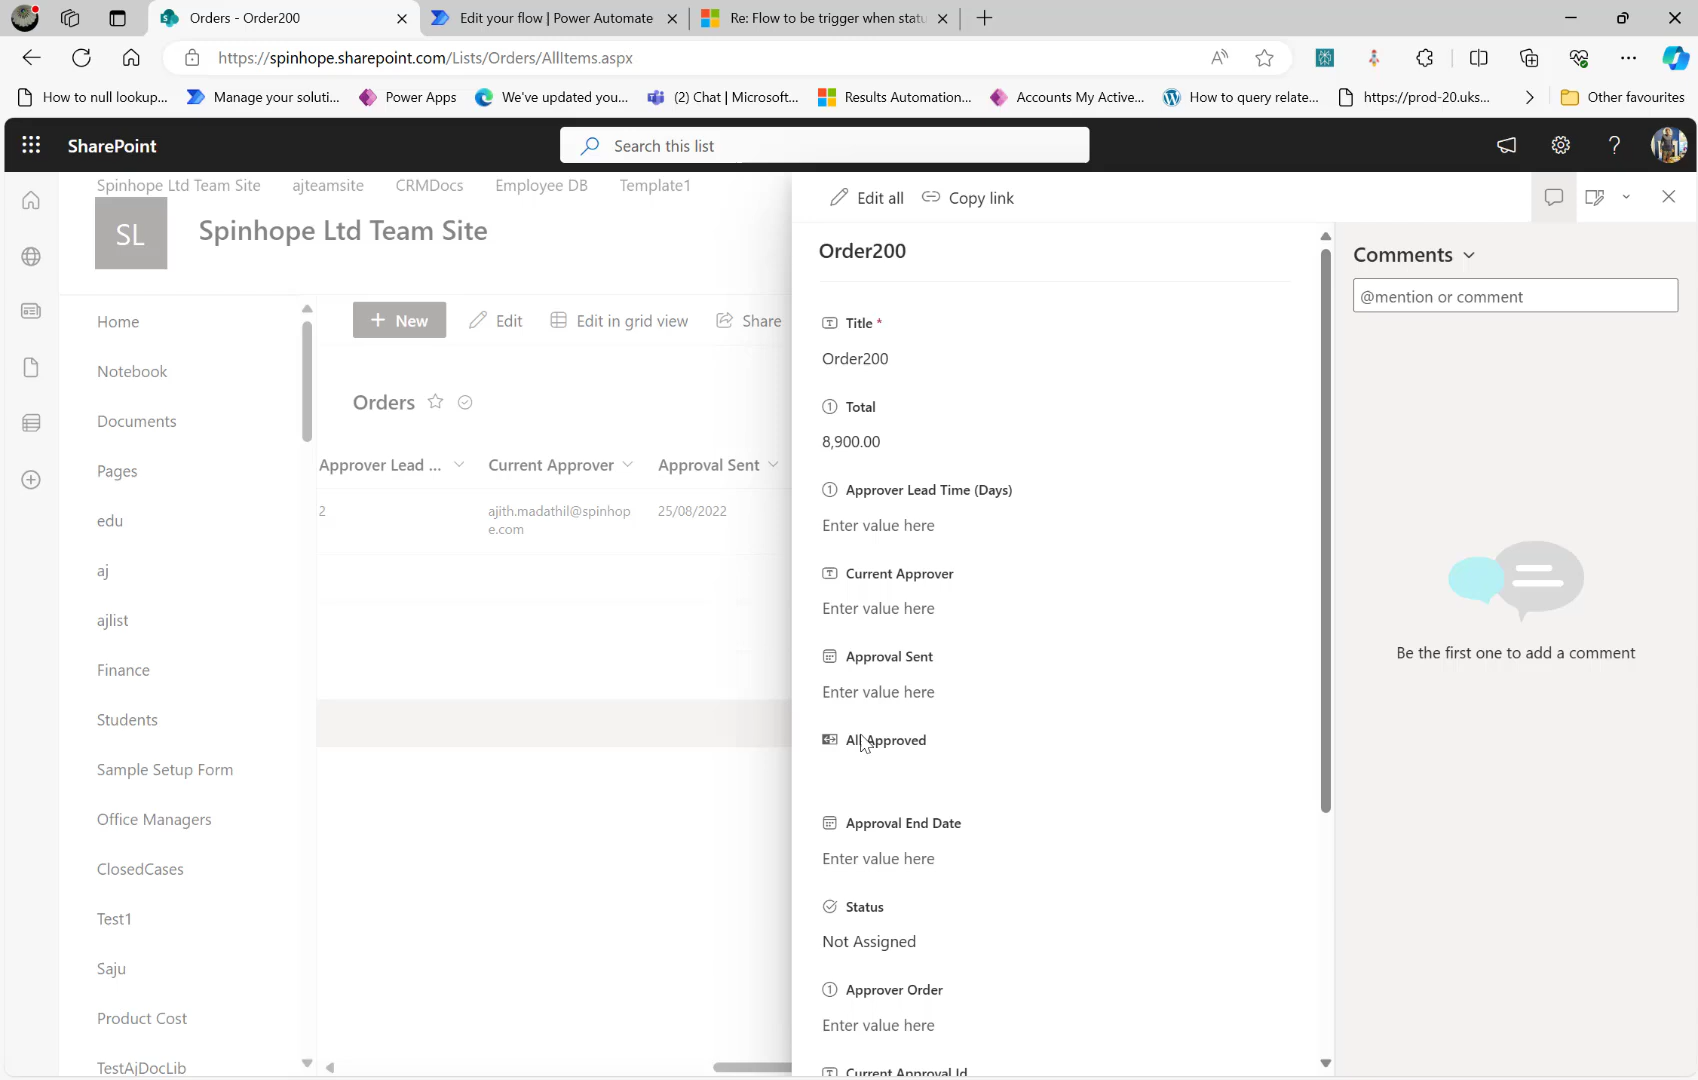 Orders - Order200
Edit your flow | Power Automate
Re: Flow to be trigger when statu
https://spinhope.sharepoint.com/Lists/Orders/AllItems.aspx
How to null lookup...
Manage your soluti...
Power Apps
We've updated you...
(2) Chat | Microsoft...
Results Automation...
Accounts My Active...
How to query relate...
https://prod-20.uks...
Other favourites
SharePoint
Search this list
Spinhope Ltd Team Site
ajteamsite
CRMDocs
Employee DB
Template1
SL
Spinhope Ltd Team Site
Home
Notebook
Documents
Pages
edu
aj
ajlist
Finance
Students
Sample Setup Form
Office Managers
ClosedCases
Test1
Saju
Product Cost
TestAjDocLib
New
Edit
Edit in grid view
Share
Orders
Approver Lead ...
Current Approver
Approval Sent
2
ajith.madathil@spinhop
e.com
25/08/2022
Edit all
Copy link
Order200
Title *
Order200
Total
8,900.00
Approver Lead Time (Days)
Enter value here
Current Approver
Enter value here
Approval Sent
Enter value here
All Approved
Approval End Date
Enter value here
Status
Not Assigned
Approver Order
Enter value here
Current Approval Id
Comments
@mention or comment
Be the first one to add a comment